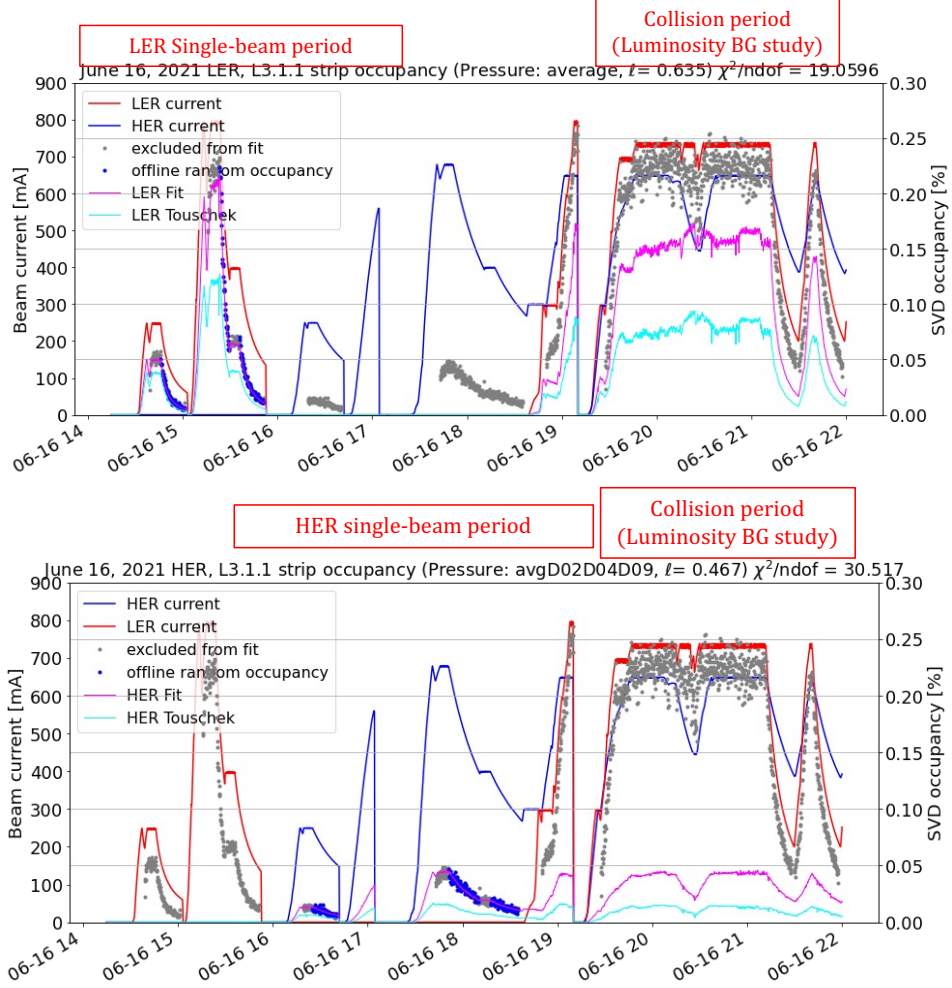 LER Single-beam period
Collision period
(Luminosity BG study)
June 16, 2021 LER, L3.1.1 strip occupancy (Pressure: average, ℓ= 0.635) χ²/ndof = 19.0596
900
800
700
600
500
400
300
200
100
0
Beam current [mA]
LER current
HER current
excluded from fit
offline random occupancy
LER Fit
LER Touschek
0.30
0.25
0.20
0.15
0.10
0.05
0.00
SVD occupancy [%]
06-16 14
06-16 15
06-16 16
06-16 17
06-16 18
06-16 19
06-16 20
06-16 21
06-16 22
HER single-beam period
Collision period
(Luminosity BG study)
June 16, 2021 HER, L3.1.1 strip occupancy (Pressure: avgD02D04D09, ℓ= 0.467) χ²/ndof = 30.517
900
800
700
600
500
400
300
200
100
0
Beam current [mA]
HER current
LER current
excluded from fit
offline random occupancy
HER Fit
HER Touschek
0.30
0.25
0.20
0.15
0.10
0.05
0.00
SVD occupancy [%]
06-16 14
06-16 15
06-16 16
06-16 17
06-16 18
06-16 19
06-16 20
06-16 21
06-16 22